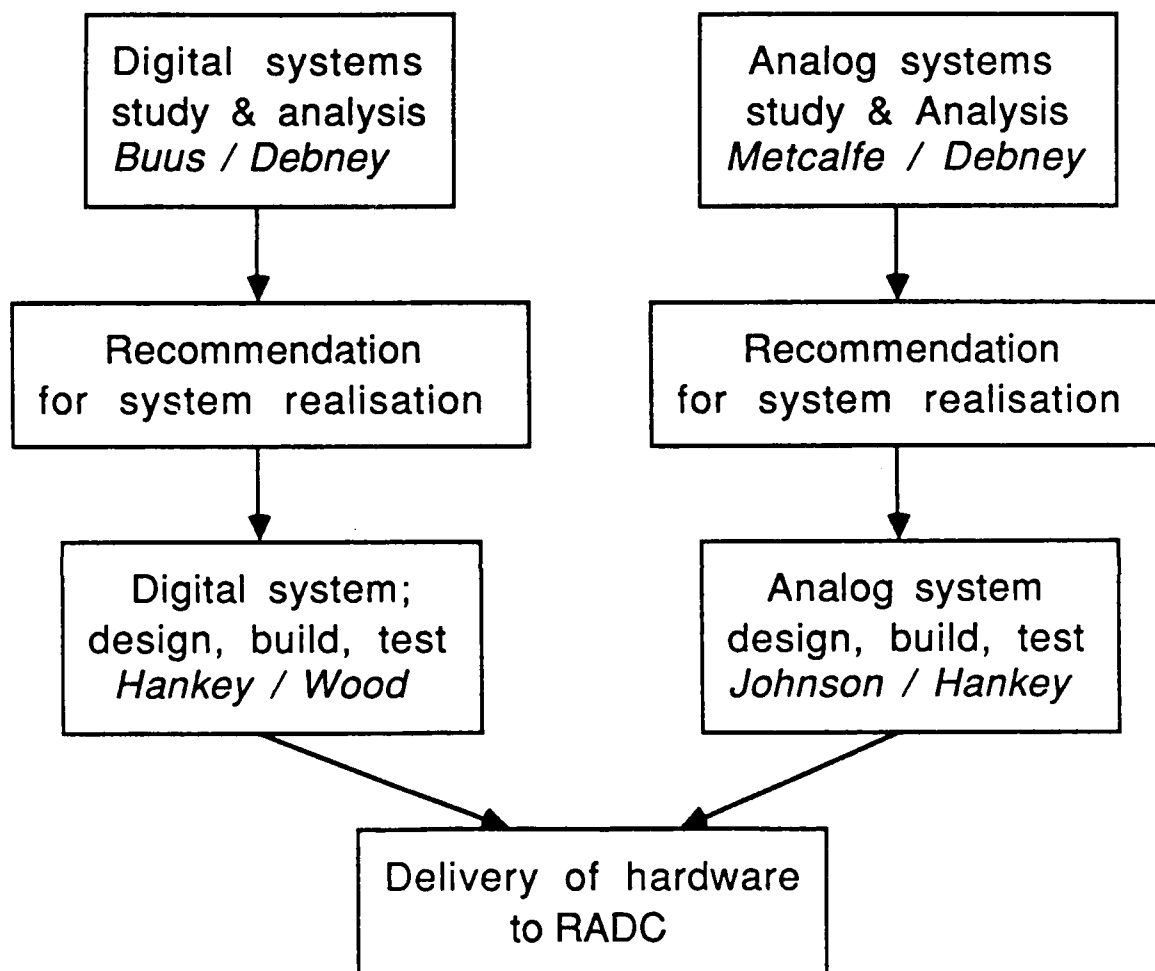 Digital systems
study & analysis
Buus / Debney
Analog systems
study & Analysis
Metcalfe / Debney
Recommendation
for system realisation
Recommendation
for system realisation
Digital system;
design, build, test
Hankey / Wood
Analog system
design, build, test
Johnson / Hankey
Delivery of hardware
to RADC